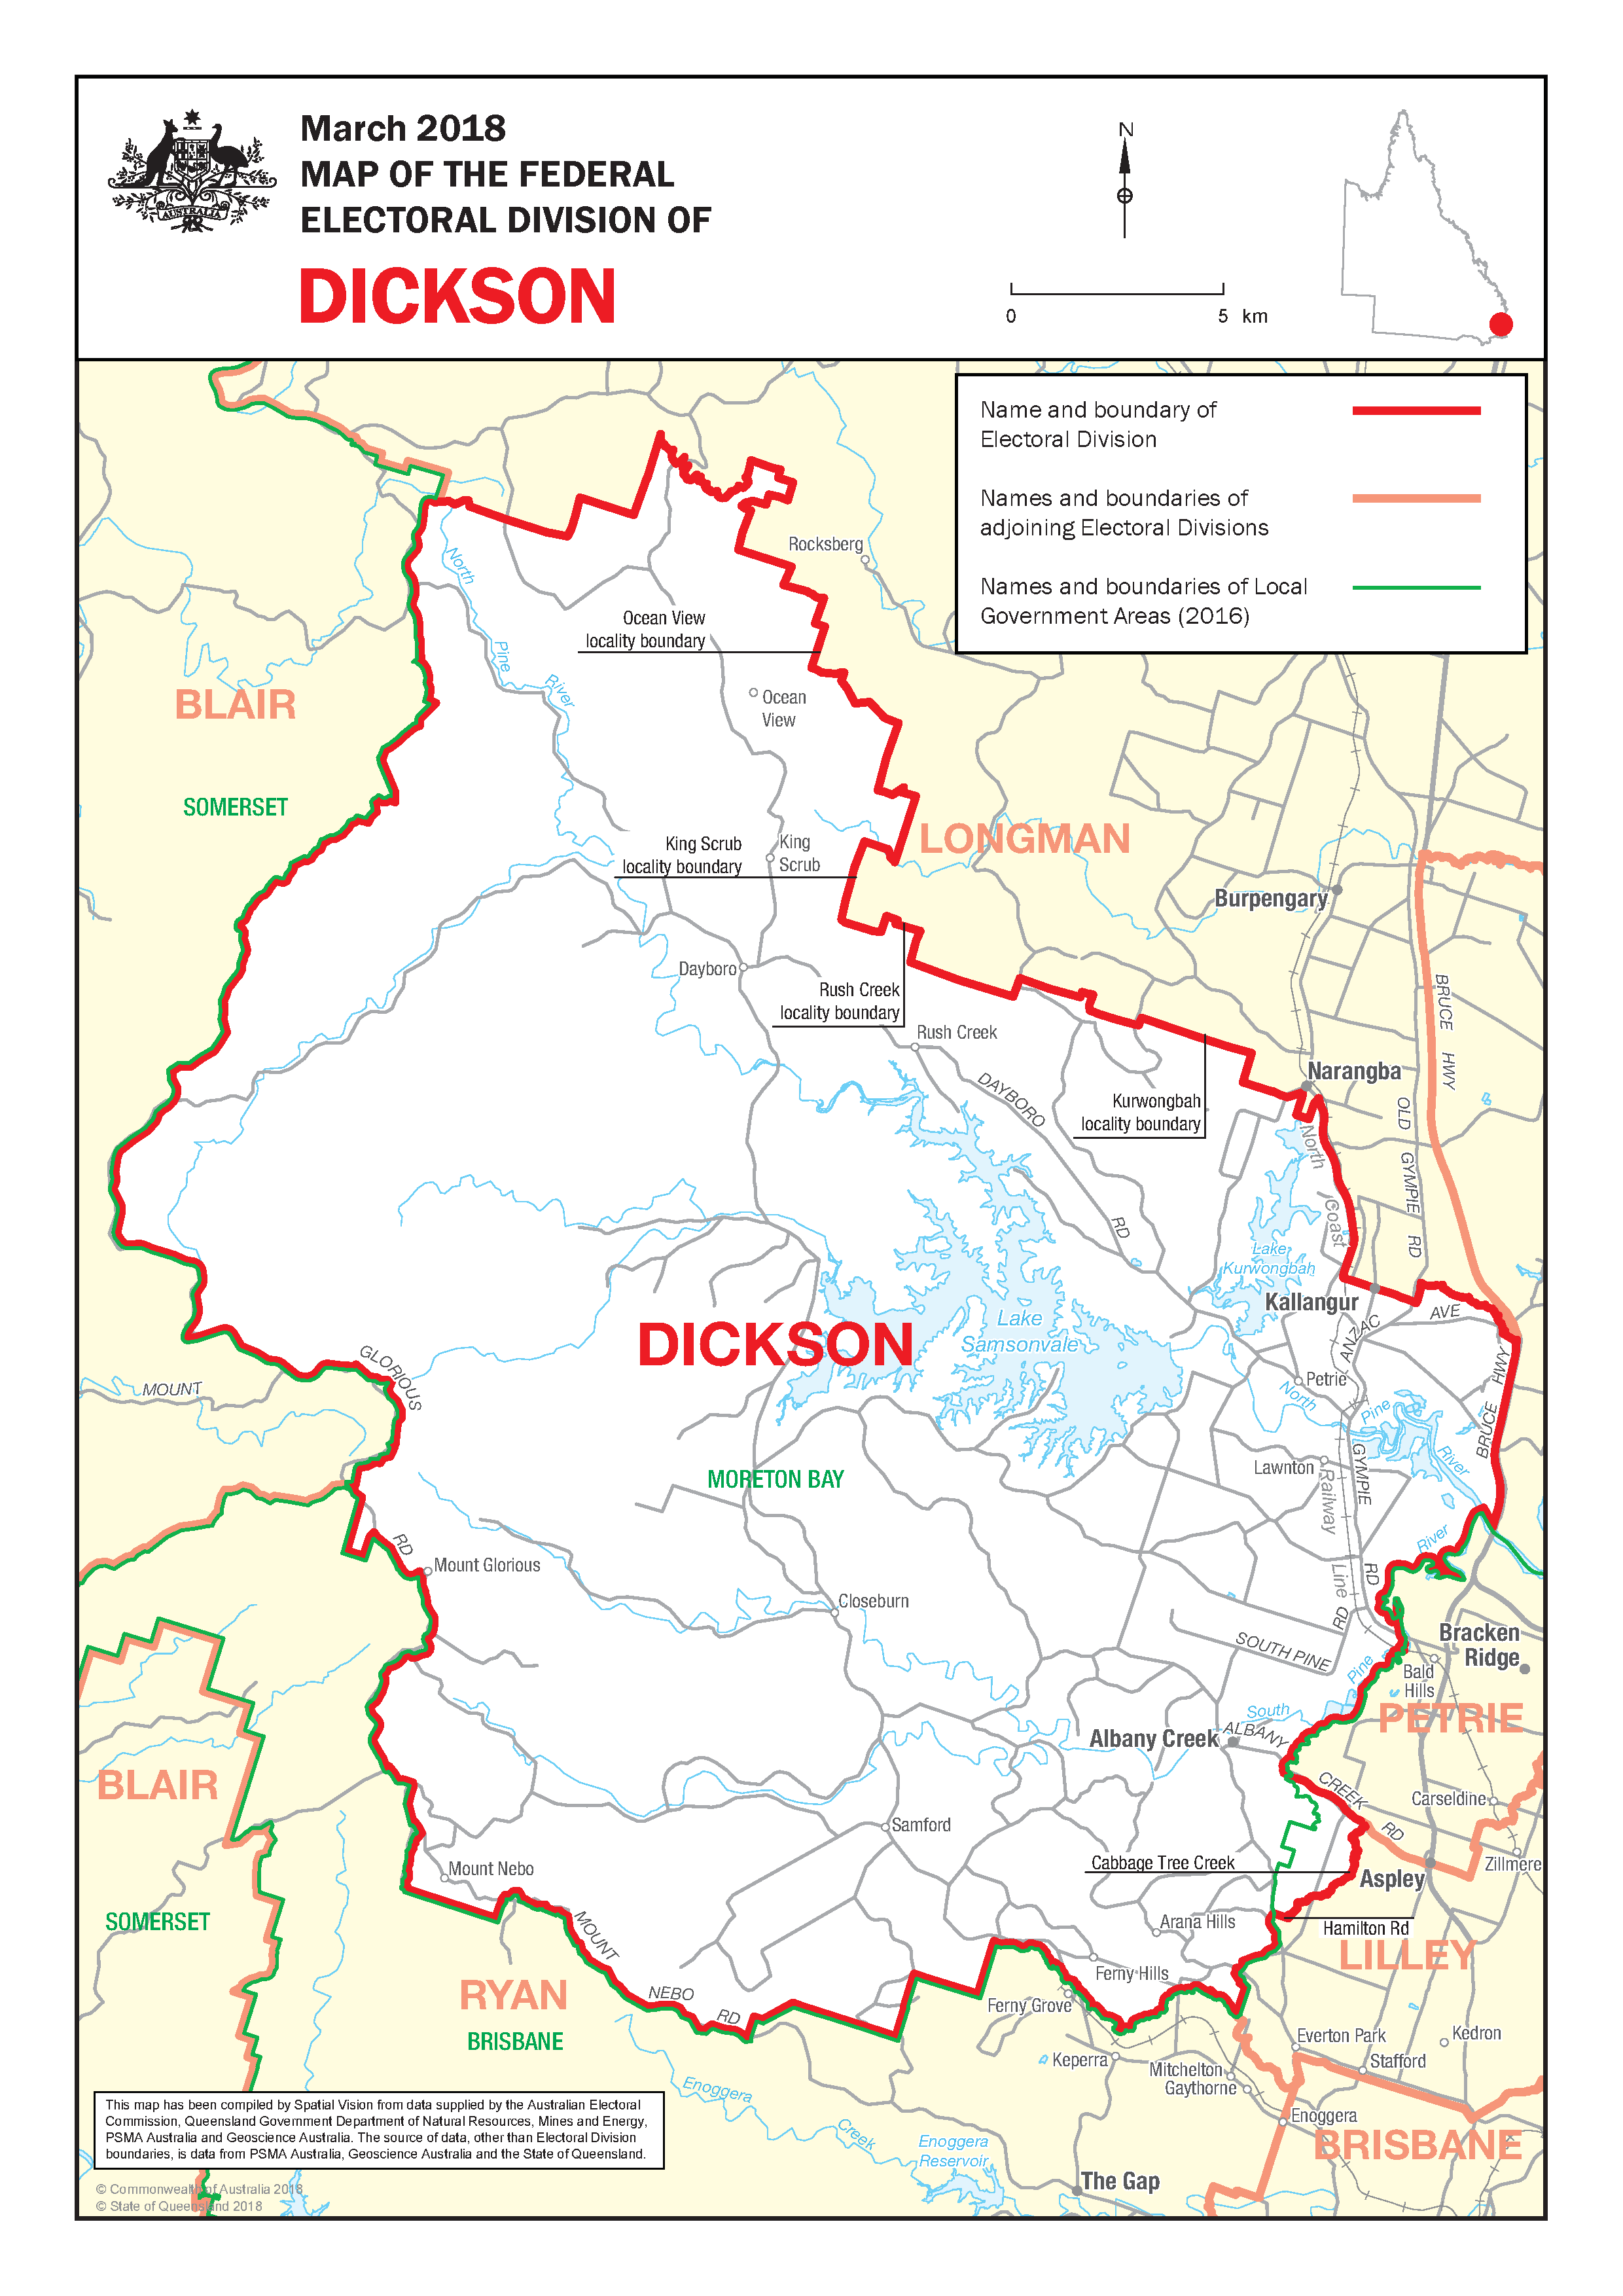 March 2018
MAP OF THE FEDERAL
ELECTORAL DIVISION OF
DICKSON
AUSTRALIA
N
0 5 km
Name and boundary of
Electoral Division
Names and boundaries of
adjoining Electoral Divisions
Names and boundaries of Local
Government Areas (2016)
Rocksberg
North
Pine
River
Ocean View
locality boundary
Ocean
View
BLAIR
SOMERSET
LONGMAN
King Scrub
locality boundary
King
Scrub
Burpengary
Dayboro
Rush Creek
locality boundary
Rush Creek
BRUCE
HWY
Narangba
DAYBORO
RD
Kurwongbah
locality boundary
OLD
GYMPIE
RD
North
Coast
Lake
Kurwongbah
Kallangur
ANZAC
AVE
Lake
Samsonvale
DICKSON
MOUNT
GLORIOUS
RD
Petrie
North
Pine
River
BRUCE
HWY
MORETON BAY
Lawnton
Railway
Line
GYMPIE
RD
River
Mount Glorious
Closeburn
RD
SOUTH PINE
Bracken
Ridge
Bald
Hills
Pine
South
PETRIE
Albany Creek
ALBANY
CREEK
RD
BLAIR
Carseldine
Samford
Cabbage Tree Creek
Zillmere
Aspley
Mount Nebo
SOMERSET
MOUNT
NEBO
RD
Arana Hills
Hamilton Rd
LILLEY
Ferny Hills
RYAN
Ferny Grove
BRISBANE
Everton Park
Kedron
Keperra
Stafford
Mitchelton
Gaythorne
Enoggera
Creek
Enoggera
BRISBANE
Enoggera
Reservoir
The Gap
This map has been compiled by Spatial Vision from data supplied by the Australian Electoral
Commission, Queensland Government Department of Natural Resources, Mines and Energy,
PSMA Australia and Geoscience Australia. The source of data, other than Electoral Division
boundaries, is data from PSMA Australia, Geoscience Australia and the State of Queensland.
© Commonwealth of Australia 2018
© State of Queensland 2018